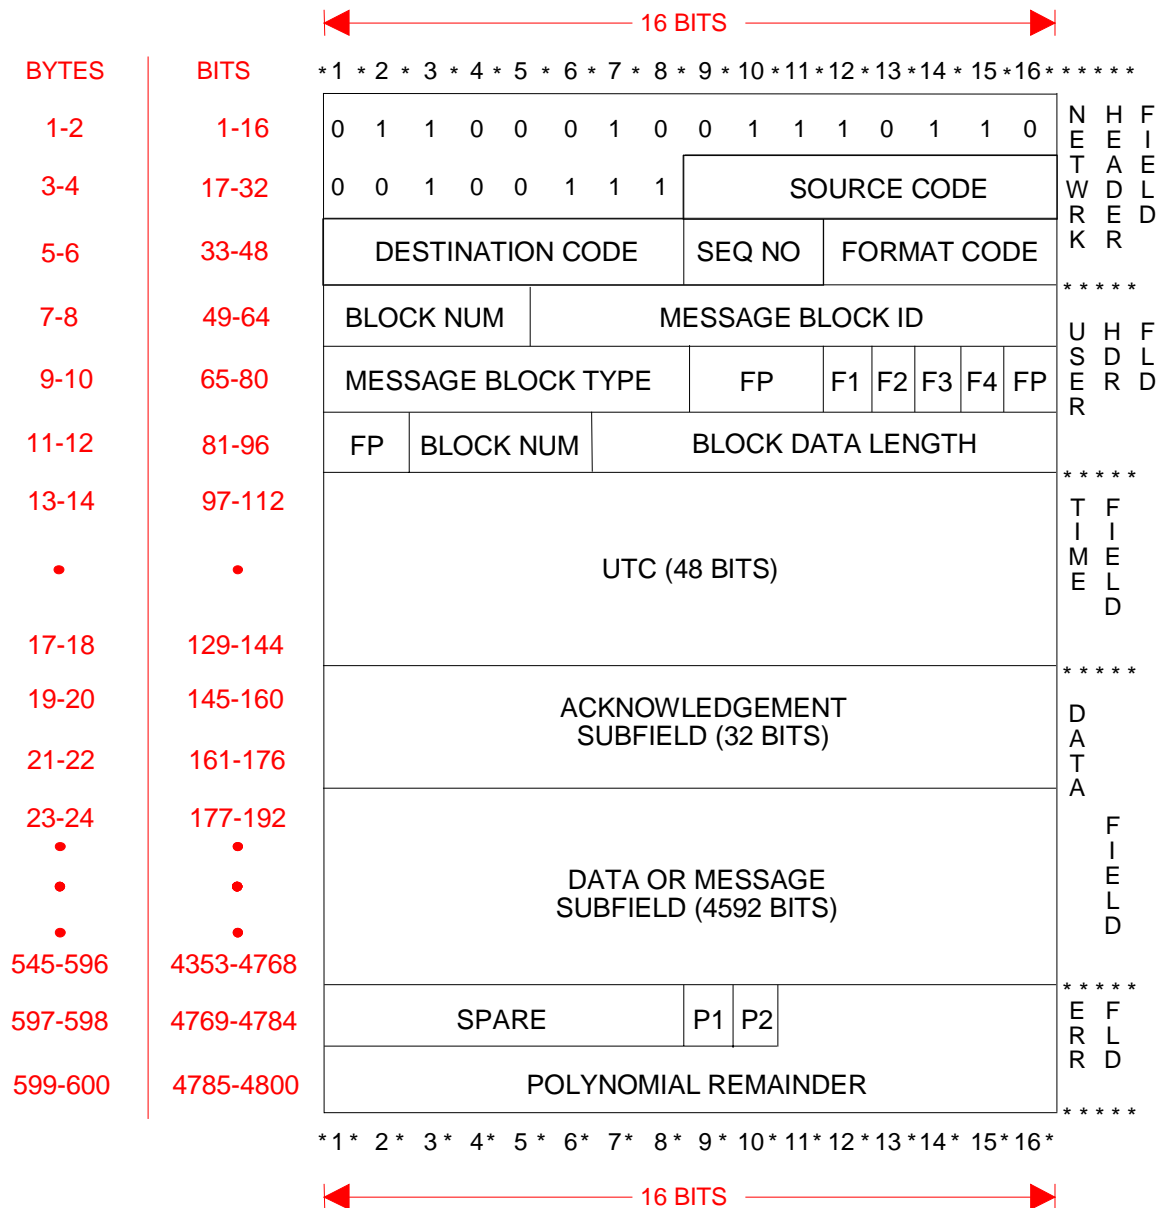 16 BITS
BYTES BITS *1 * 2 * 3 * 4 * 5 * 6 * 7 * 8 * 9 * 10 *11*12*13*14 * 15 *16* * * * * *
1-2 1-16 0 1 1 0 0 0 1 0 0 1 1 1 0 1 1 0
3-4 17-32 0 0 1 0 0 1 1 1 SOURCE CODE
NETWRK HEADER FIELD
5-6 33-48 DESTINATION CODE SEQ NO FORMAT CODE
* * * * *
7-8 49-64 BLOCK NUM MESSAGE BLOCK ID
9-10 65-80 MESSAGE BLOCK TYPE FP F1 F2 F3 F4 FP
USER HDR FLD
11-12 81-96 FP BLOCK NUM BLOCK DATA LENGTH
* * * * *
13-14 97-112
UTC (48 BITS)
TIME FIELD
17-18 129-144
* * * * *
19-20 145-160 ACKNOWLEDGEMENT
SUBFIELD (32 BITS)
21-22 161-176
DATA FIELD
23-24 177-192
DATA OR MESSAGE
SUBFIELD (4592 BITS)
545-596 4353-4768
* * * * *
597-598 4769-4784 SPARE P1 P2
ERR FLD
599-600 4785-4800 POLYNOMIAL REMAINDER
* * * * *
*1* 2* 3* 4* 5* 6* 7* 8* 9* 10*11*12*13*14* 15*16*
16 BITS